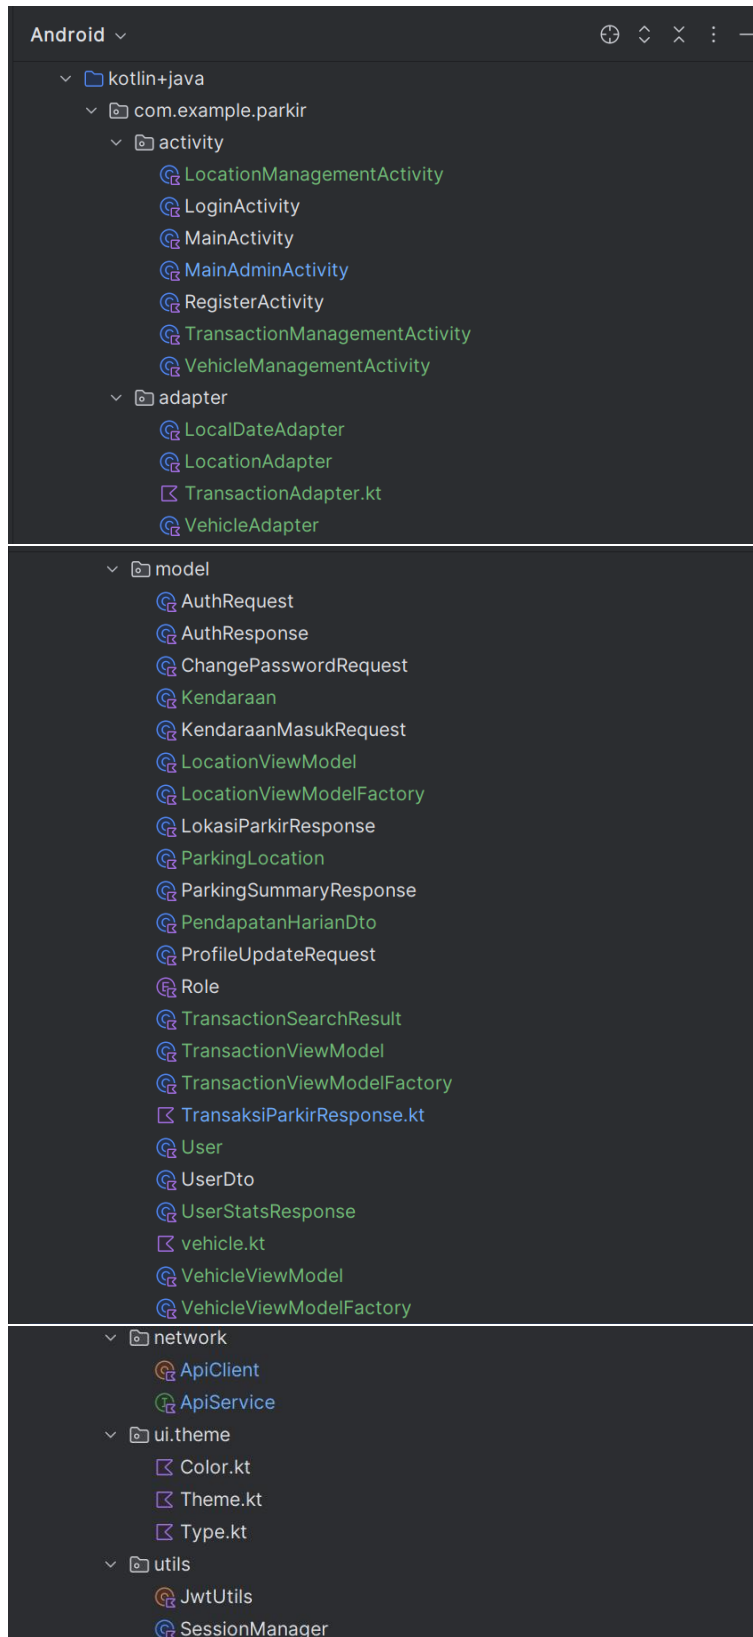 Android
kotlin+java
com.example.parkir
activity
LocationManagementActivity
LoginActivity
MainActivity
MainAdminActivity
RegisterActivity
TransactionManagementActivity
VehicleManagementActivity
adapter
LocalDateAdapter
LocationAdapter
TransactionAdapter.kt
VehicleAdapter
model
AuthRequest
AuthResponse
ChangePasswordRequest
Kendaraan
KendaraanMasukRequest
LocationViewModel
LocationViewModelFactory
LokasiParkirResponse
ParkingLocation
ParkingSummaryResponse
PendapatanHarianDto
ProfileUpdateRequest
Role
TransactionSearchResult
TransactionViewModel
TransactionViewModelFactory
TransaksiParkirResponse.kt
User
UserDto
UserStatsResponse
vehicle.kt
VehicleViewModel
VehicleViewModelFactory
network
ApiClient
ApiService
ui.theme
Color.kt
Theme.kt
Type.kt
utils
JwtUtils
SessionManager